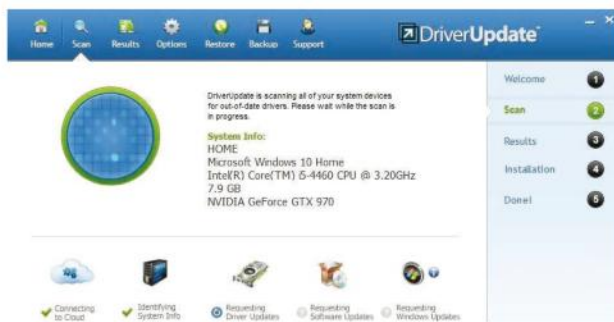 DriverUpdate™
Home
Scan
Results
Options
Restore
Backup
Support
DriverUpdate is scanning all of your system devices
for out-of-date drivers. Please wait while the scan is
in progress.
System Info:
HOME
Microsoft Windows 10 Home
Intel(R) Core(TM) i5-4460 CPU @ 3.20GHz
7.9 GB
NVIDIA GeForce GTX 970
Connecting
to Cloud
Identifying
System Info
Requesting
Driver Updates
Requesting
Software Updates
Requesting
Windows Updates
Welcome 1
Scan 2
Results 3
Installation 4
Done! 5